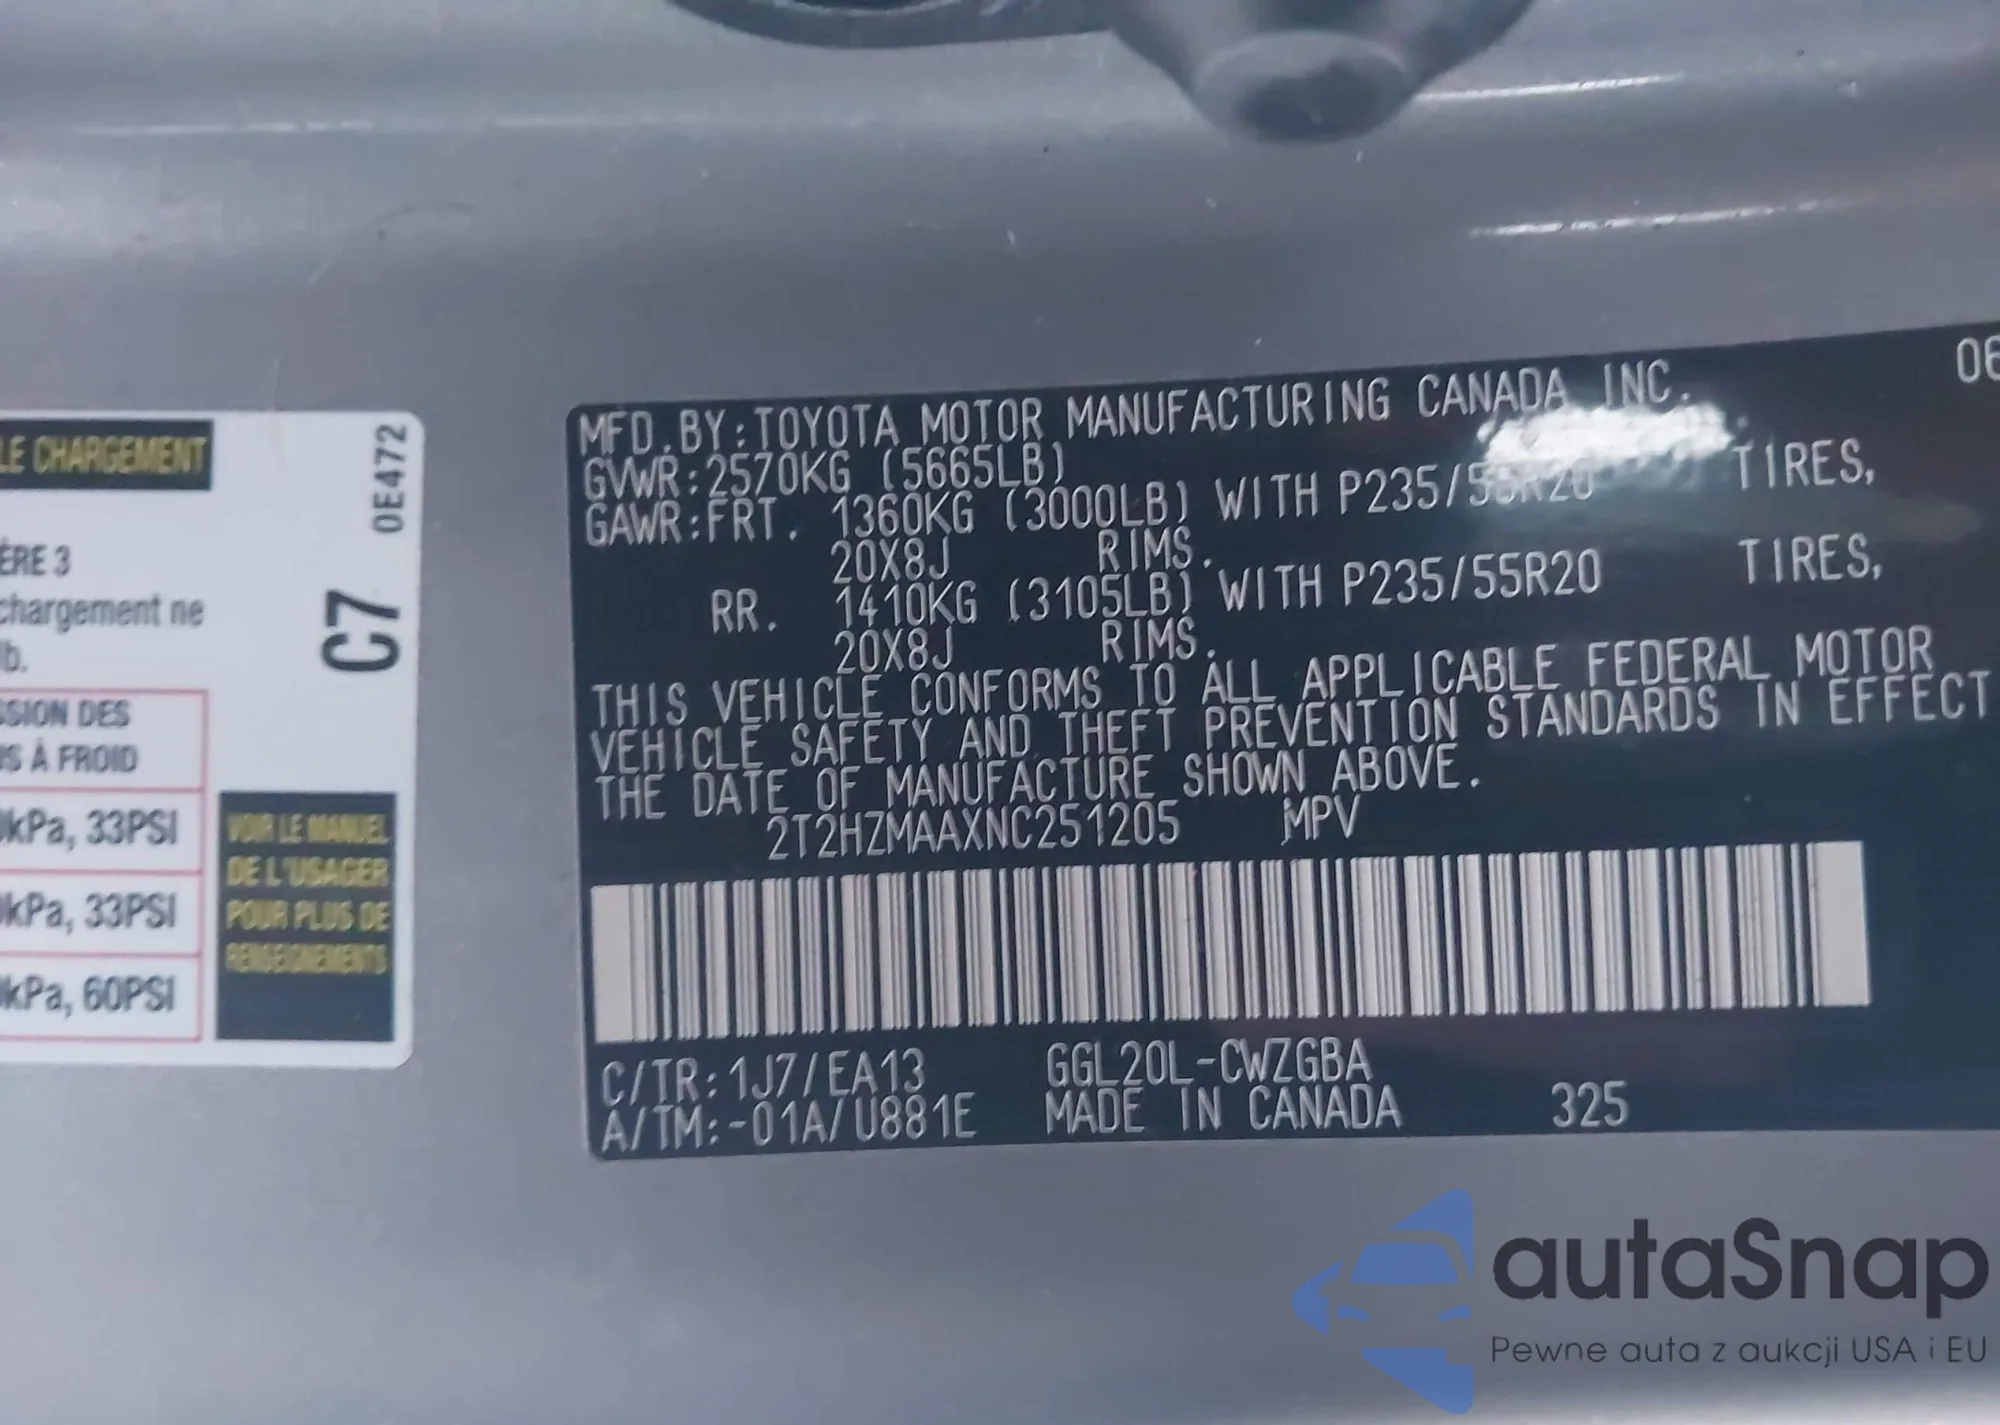 LE CHARGEMENT
0E472
ÈRE 3
chargement ne
lb.
C7
SSION DES
US À FROID
0kPa, 33PSI
0kPa, 33PSI
0kPa, 60PSI
VOIR LE MANUEL
DE L'USAGER
POUR PLUS DE
RENSEIGNEMENTS
06
MFD.BY:TOYOTA MOTOR MANUFACTURING CANADA INC.
GVWR:2570KG (5665LB)
GAWR:FRT. 1360KG (3000LB) WITH P235/55R20 TIRES,
20X8J RIMS.
RR. 1410KG (3105LB) WITH P235/55R20 TIRES,
20X8J RIMS.
THIS VEHICLE CONFORMS TO ALL APPLICABLE FEDERAL MOTOR
VEHICLE SAFETY AND THEFT PREVENTION STANDARDS IN EFFECT
THE DATE OF MANUFACTURE SHOWN ABOVE.
2T2HZMAAXNC251205 MPV
C/TR:1J7/EA13 GGL20L-CWZGBA
A/TM:-01A/U881E MADE IN CANADA 325
autaSnap
Pewne auta z aukcji USA i EU